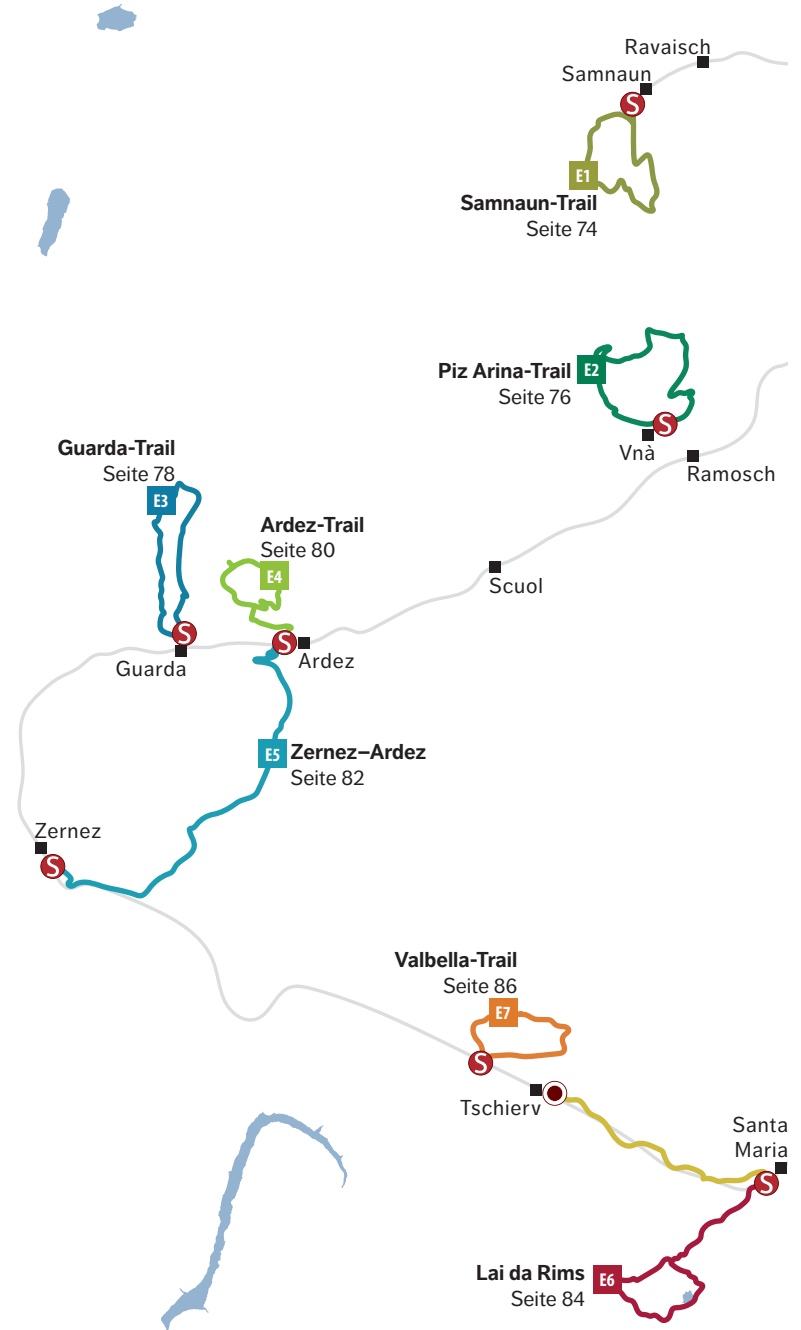 Ravaisch
Samnaun
S
E1
Samnaun-Trail
Seite 74
Piz Arina-Trail
E2
Seite 76
S
Vnà
Ramosch
Guarda-Trail
Seite 78
E3
Ardez-Trail
Seite 80
E4
Scuol
S
Guarda
S
Ardez
E5
Zernez–Ardez
Seite 82
Zernez
S
Valbella-Trail
Seite 86
E7
S
Tschierv
Santa
Maria
S
Lai da Rims
E6
Seite 84